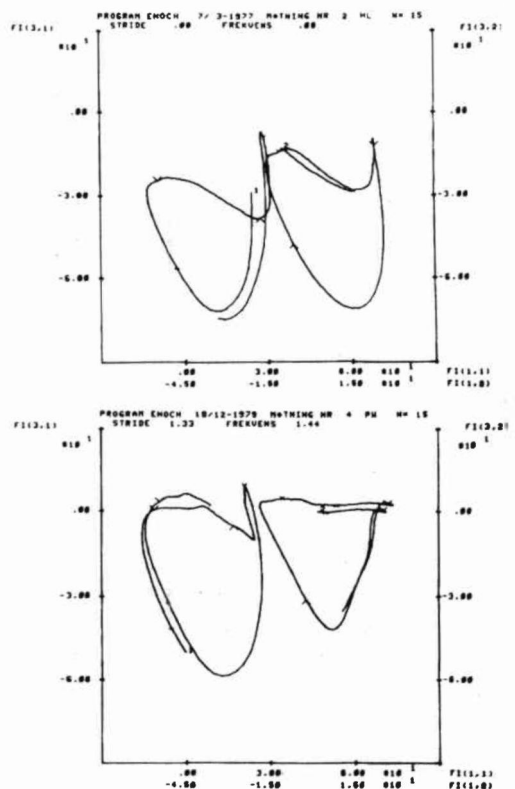 PROGRAM ENOCH 7/ 3-1977 MATNING NR 2 HL N= 15
FI(3,1) STRIDE .00 FREKVENS .00 FI(3,2)
¤10 1 ¤10 1
.00 .00
2
1
-3.00 -3.00
-6.00 -6.00
.00 3.00 6.00 ¤10 1 FI(1,1)
-4.50 -1.50 1.50 ¤10 1 FI(1,2)
PROGRAM ENOCH 18/12-1979 MATNING NR 4 PW N= 15
FI(3,1) STRIDE 1.33 FREKVENS 1.44 FI(3,2)
¤10 1 ¤10 1
.00 .00
-3.00 -3.00
-6.00 -6.00
.00 3.00 6.00 ¤10 1 FI(1,1)
-4.50 -1.50 1.50 ¤10 1